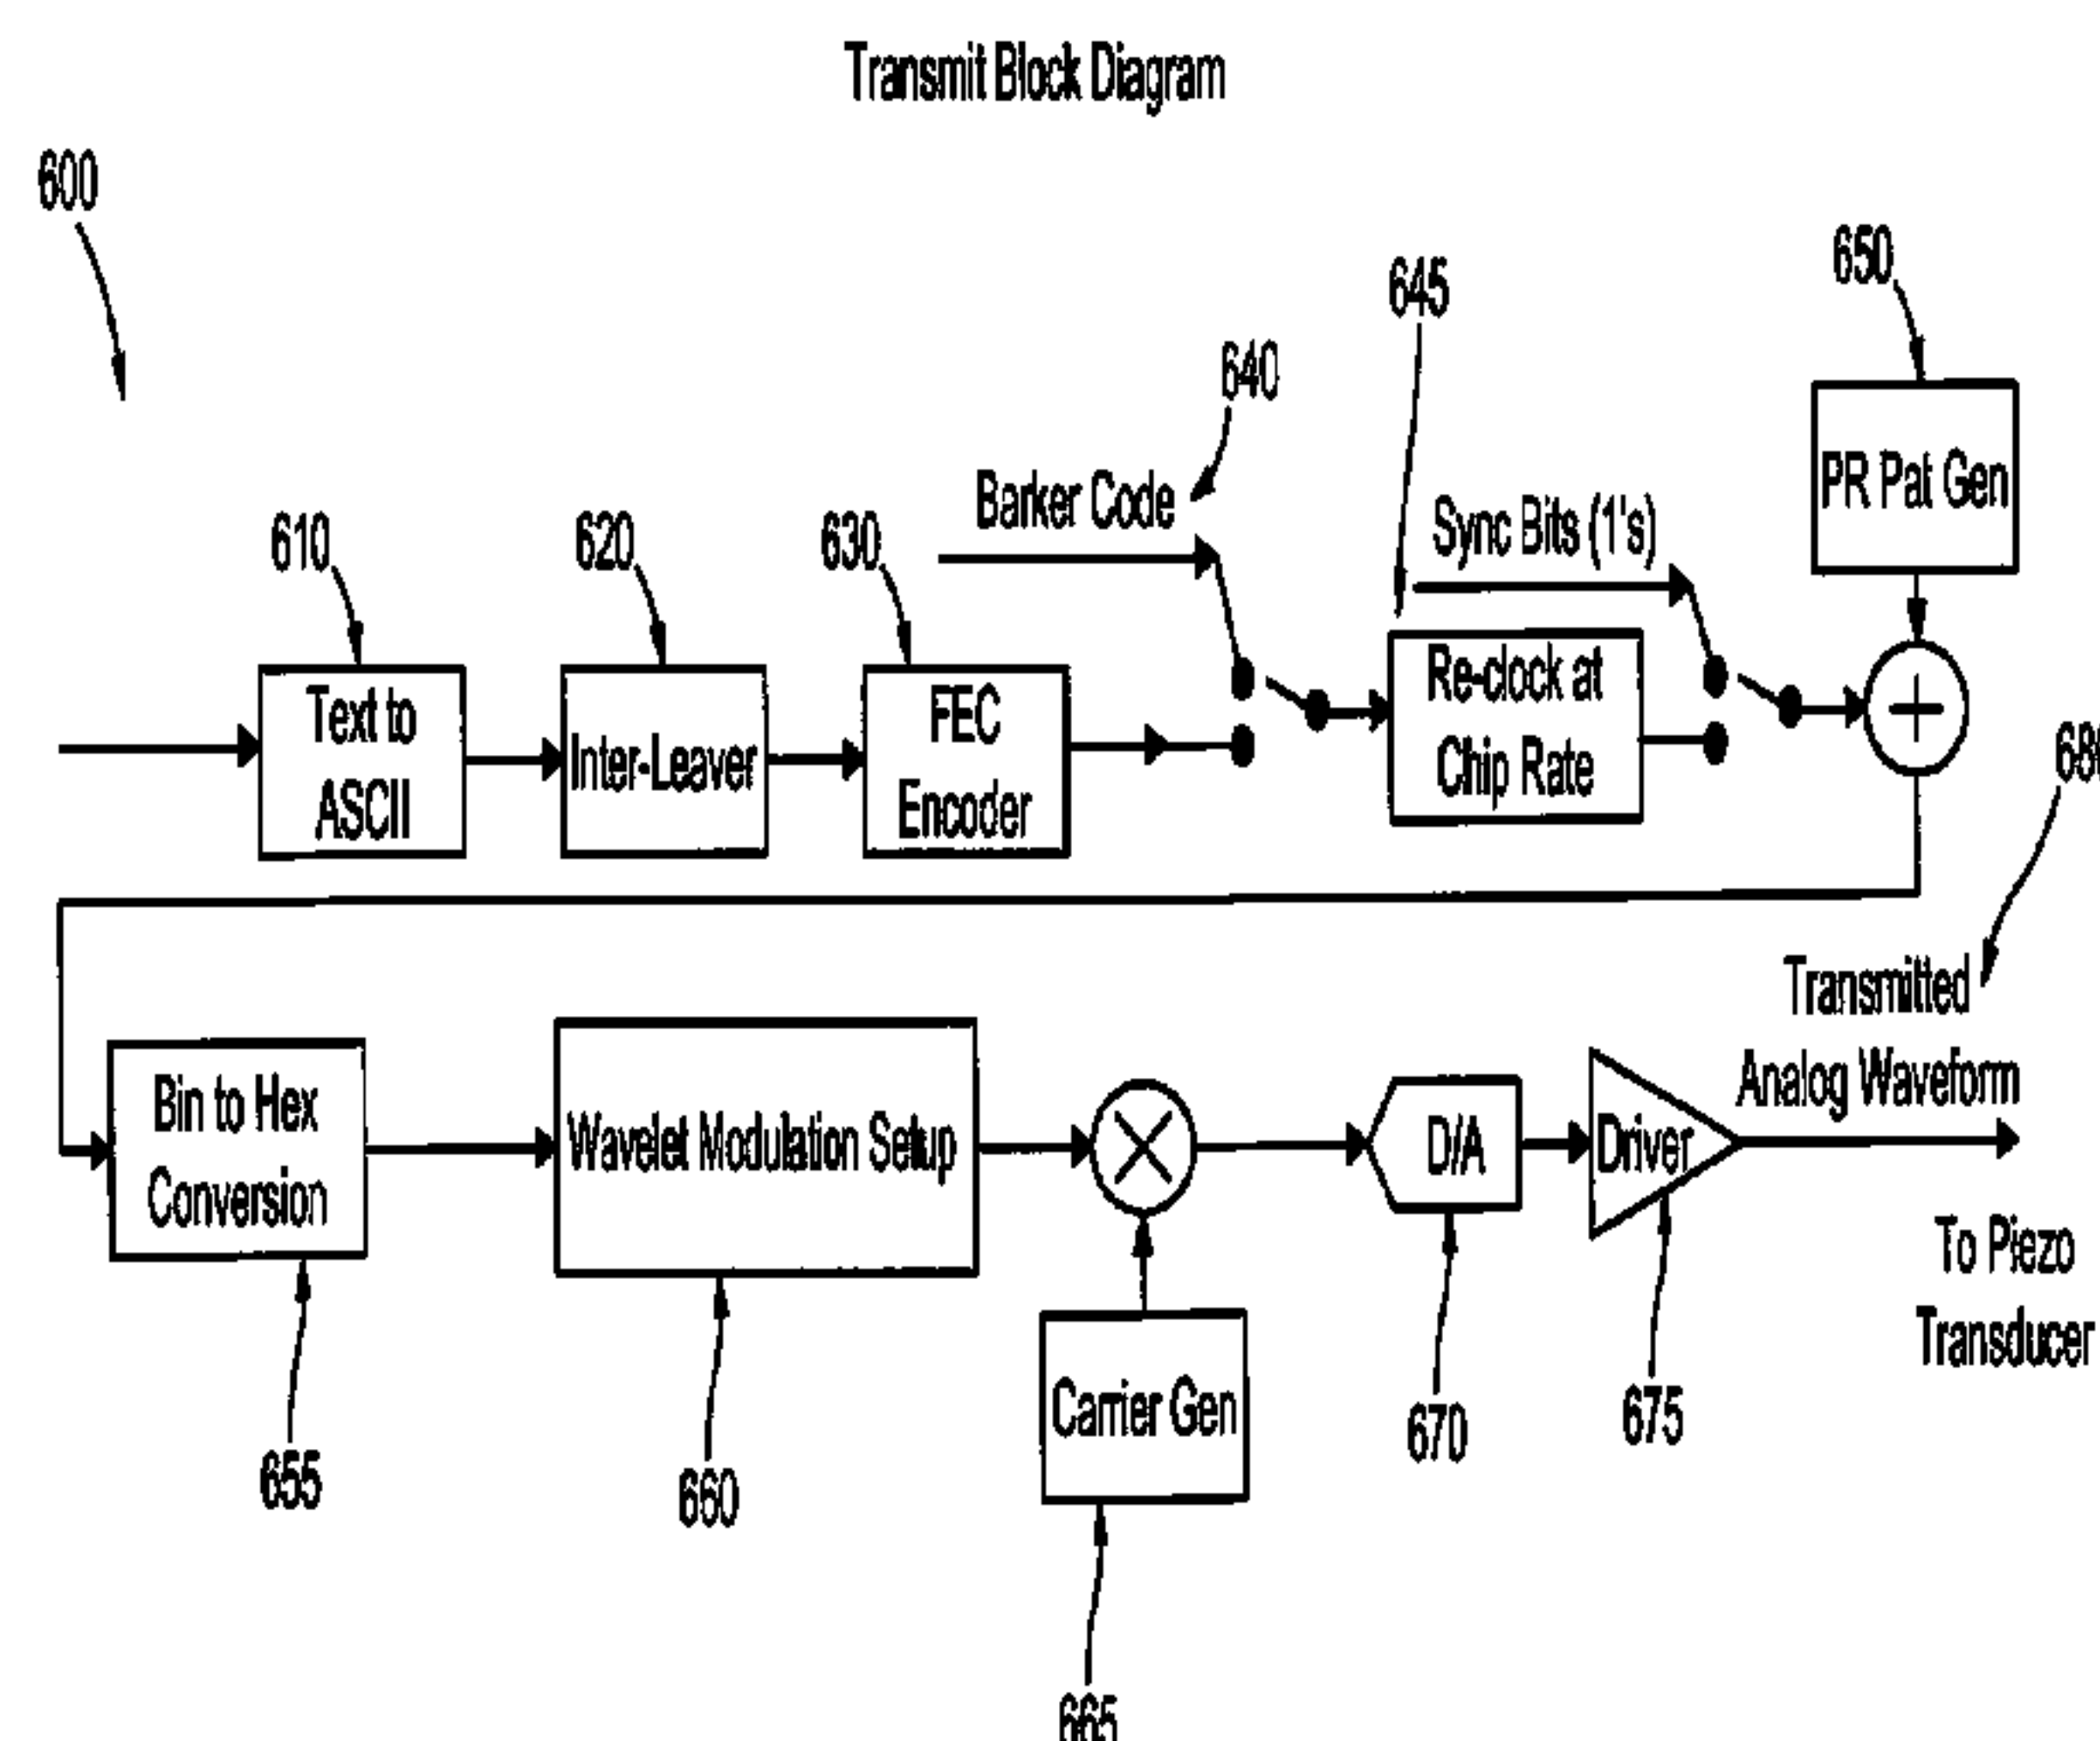 Transmit Block Diagram
600
650
645
640
PR Pat Gen
Barker Code
Sync Bits (1's)
610
620
630
Text to
ASCII
Inter-Leaver
FEC
Encoder
Re-clock at
Chip Rate
Transmitted
Analog Waveform
Bin to Hex
Conversion
Wavelet Modulation Setup
D/A
Driver
To Piezo
Transducer
Carrier Gen
655
660
670
675
665